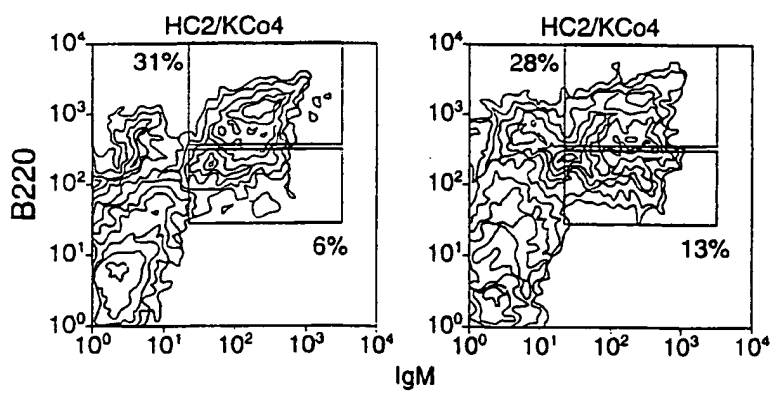 HC2/KCo4 HC2/KCo4
10⁴ 31% 10⁴ 28%
10³ 10³
B220
10² 10²
10¹ 6% 10¹ 13%
10⁰ 10⁰
10⁰ 10¹ 10² 10³ 10⁴ 10⁰ 10¹ 10² 10³ 10⁴
IgM